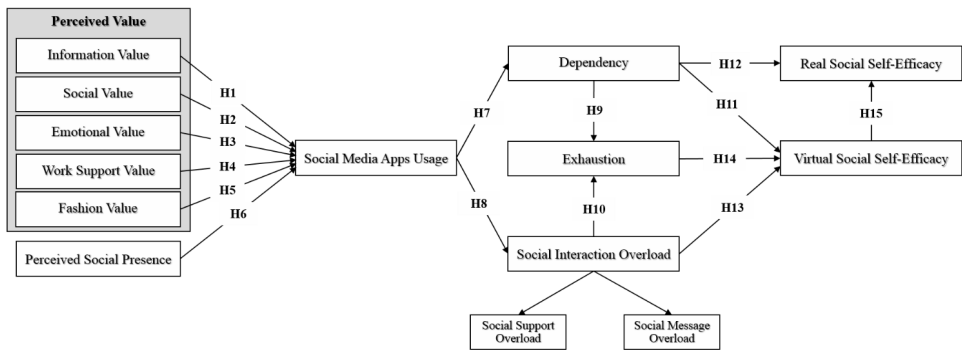 Perceived Value
Information Value
Social Value
Emotional Value
Work Support Value
Fashion Value
Perceived Social Presence
H1
H2
H3
H4
H5
H6
Social Media Apps Usage
H7
H8
Dependency
H9
Exhaustion
H10
Social Interaction Overload
Social Support
Overload
Social Message
Overload
H12
H11
H14
H13
Real Social Self-Efficacy
H15
Virtual Social Self-Efficacy